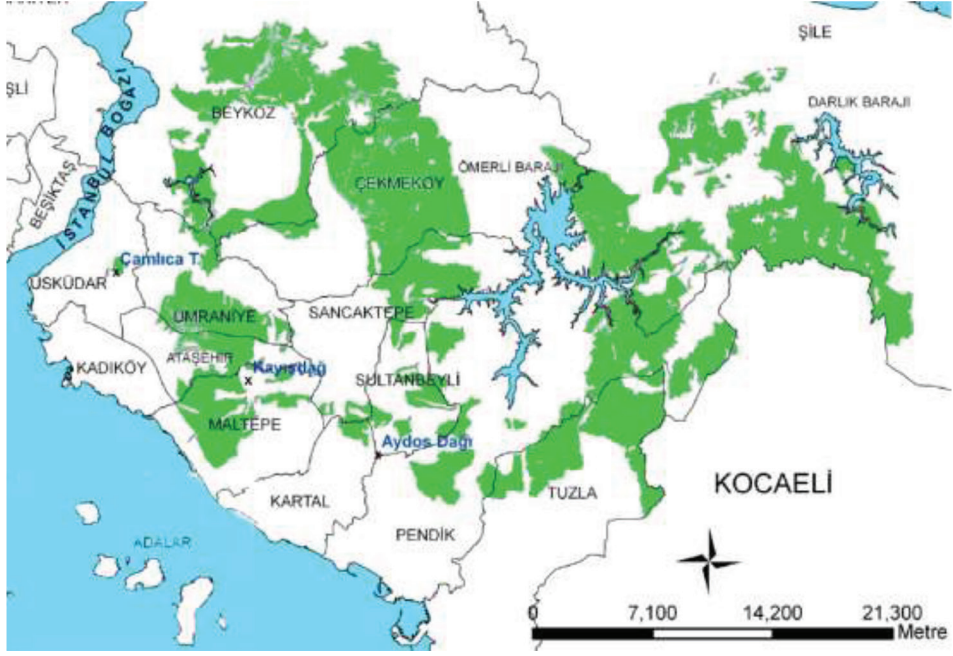 ŞİLE
ŞLİ
DARLIK BARAJI
BEYKOZ
İSTANBUL BOĞAZI
BEŞİKTAŞ
ÖMERLİ BARAJI
ÇEKMEKÖY
Çamlıca T.
ÜSKÜDAR
ÜMRANİYE
SANCAKTEPE
ATAŞEHİR
KADIKÖY
Kayışdağ
SULTANBEYLİ
MALTEPE
Aydos Dağı
KARTAL
TUZLA
KOCAELİ
PENDİK
ADALAR
0 7,100 14,200 21,300
Metre